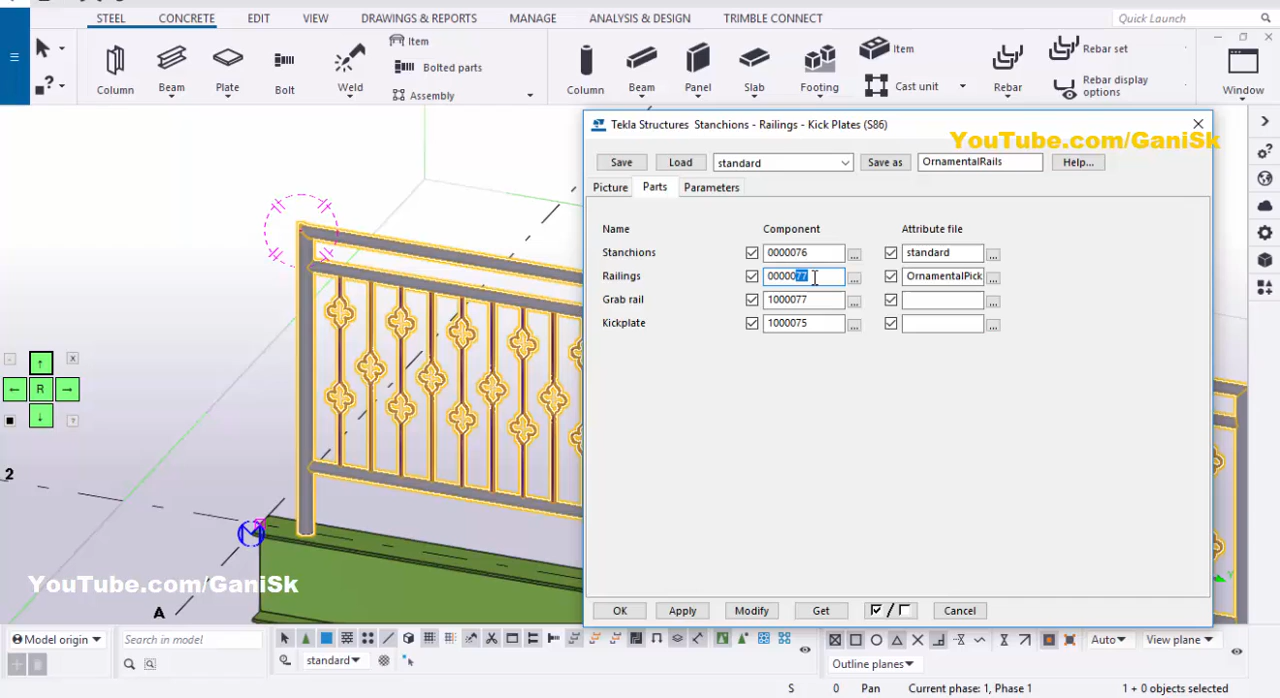 STEEL CONCRETE EDIT VIEW DRAWINGS & REPORTS MANAGE ANALYSIS & DESIGN TRIMBLE CONNECT Quick Launch
Item
Item
Rebar set
Bolted parts
Rebar display options
Cast unit
Column Beam Plate Bolt Weld
Assembly
Column Beam Panel Slab Footing
Rebar
Window
Tekla Structures Stanchions - Railings - Kick Plates (S86)
YouTube.com/GaniSk
Save Load standard Save as OrnamentalRails Help...
Picture Parts Parameters
Name Component Attribute file
Stanchions 0000076 ... standard ...
Railings 0000077 ... OrnamentalPick ...
Grab rail 1000077 ... ...
Kickplate 1000075 ... ...
X
← R →
?
2
YouTube.com/GaniSk
A
OK Apply Modify Get / Cancel
Model origin Search in model
Auto View plane
standard
Outline planes
S 0 Pan Current phase: 1, Phase 1 1 + 0 objects selected